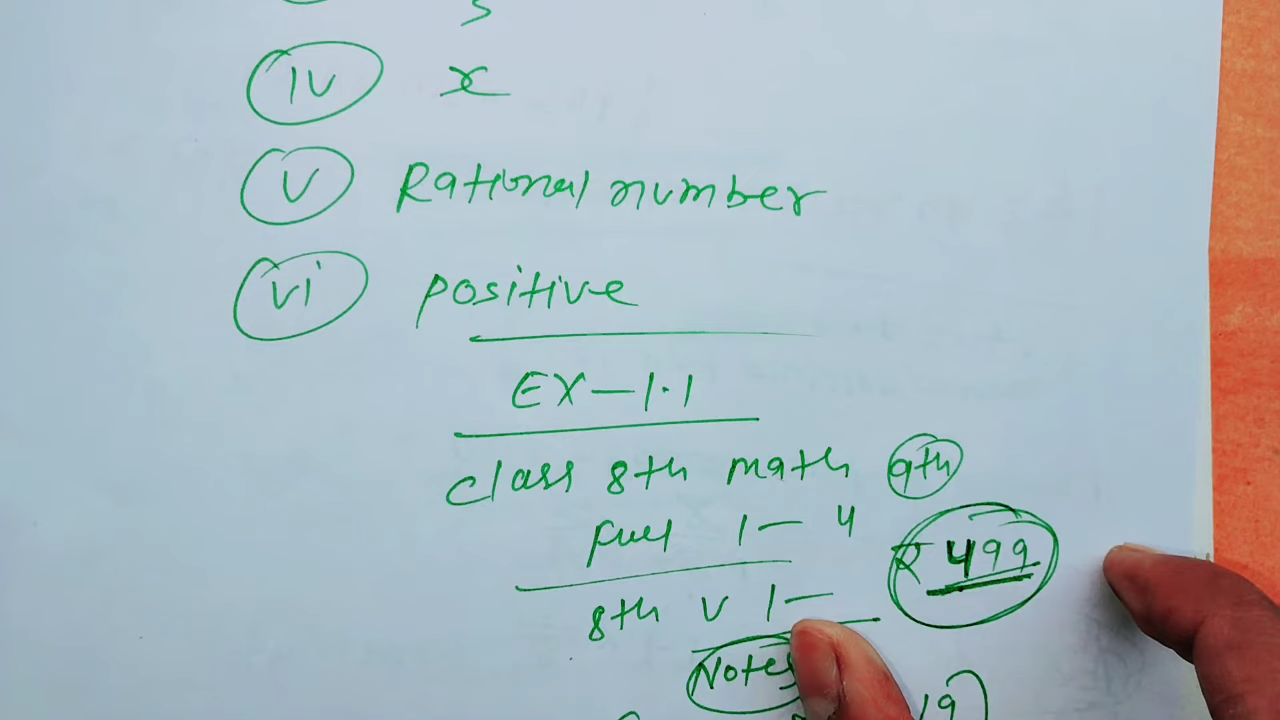 iv x
v Rational number
vi positive
EX-1.1
class 8th math 9th
Full 1-4 ₹ 499
8th V 1-
Notes
19